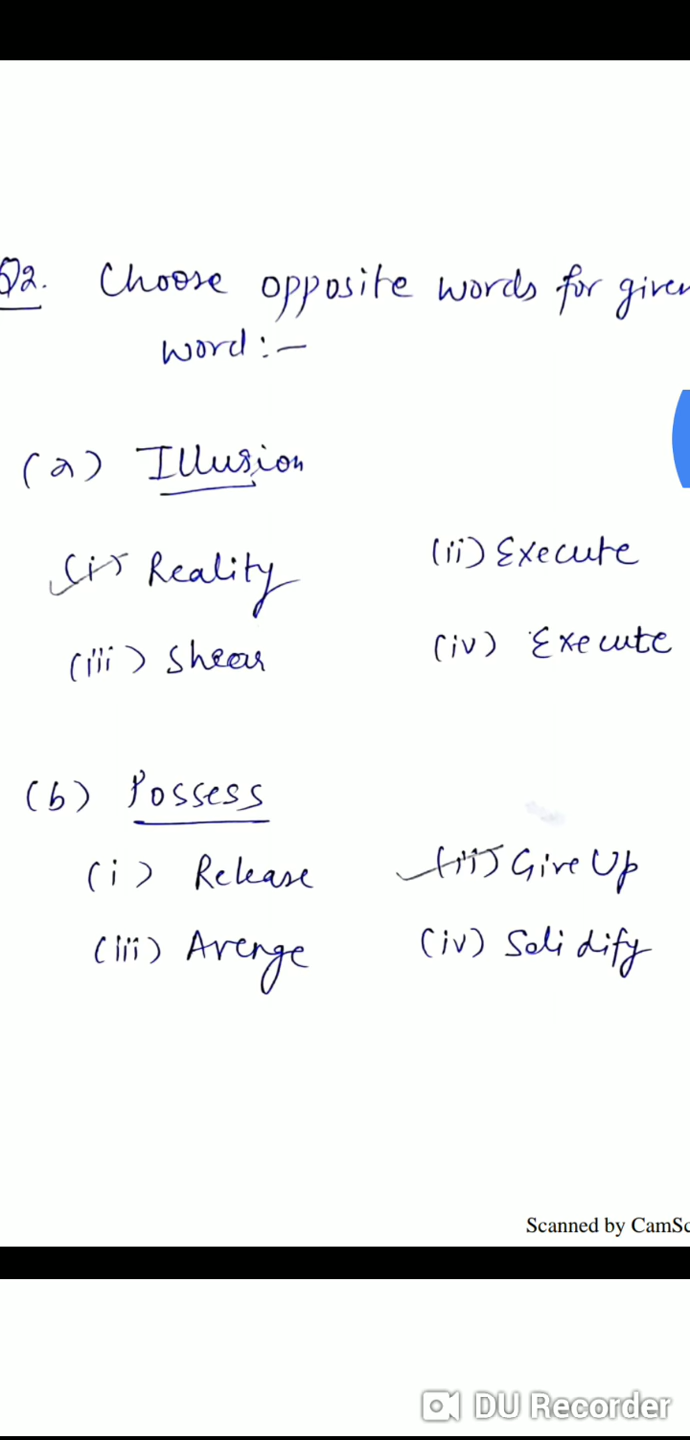 Q2. Choose opposite words for given
word :-
(a) Illusion
(i) Reality (ii) Execute
(iii) Shear (iv) Execute
(b) Possess
(i) Release (ii) Give Up
(iii) Avenge (iv) Solidify
Scanned by CamSc
DU Recorder